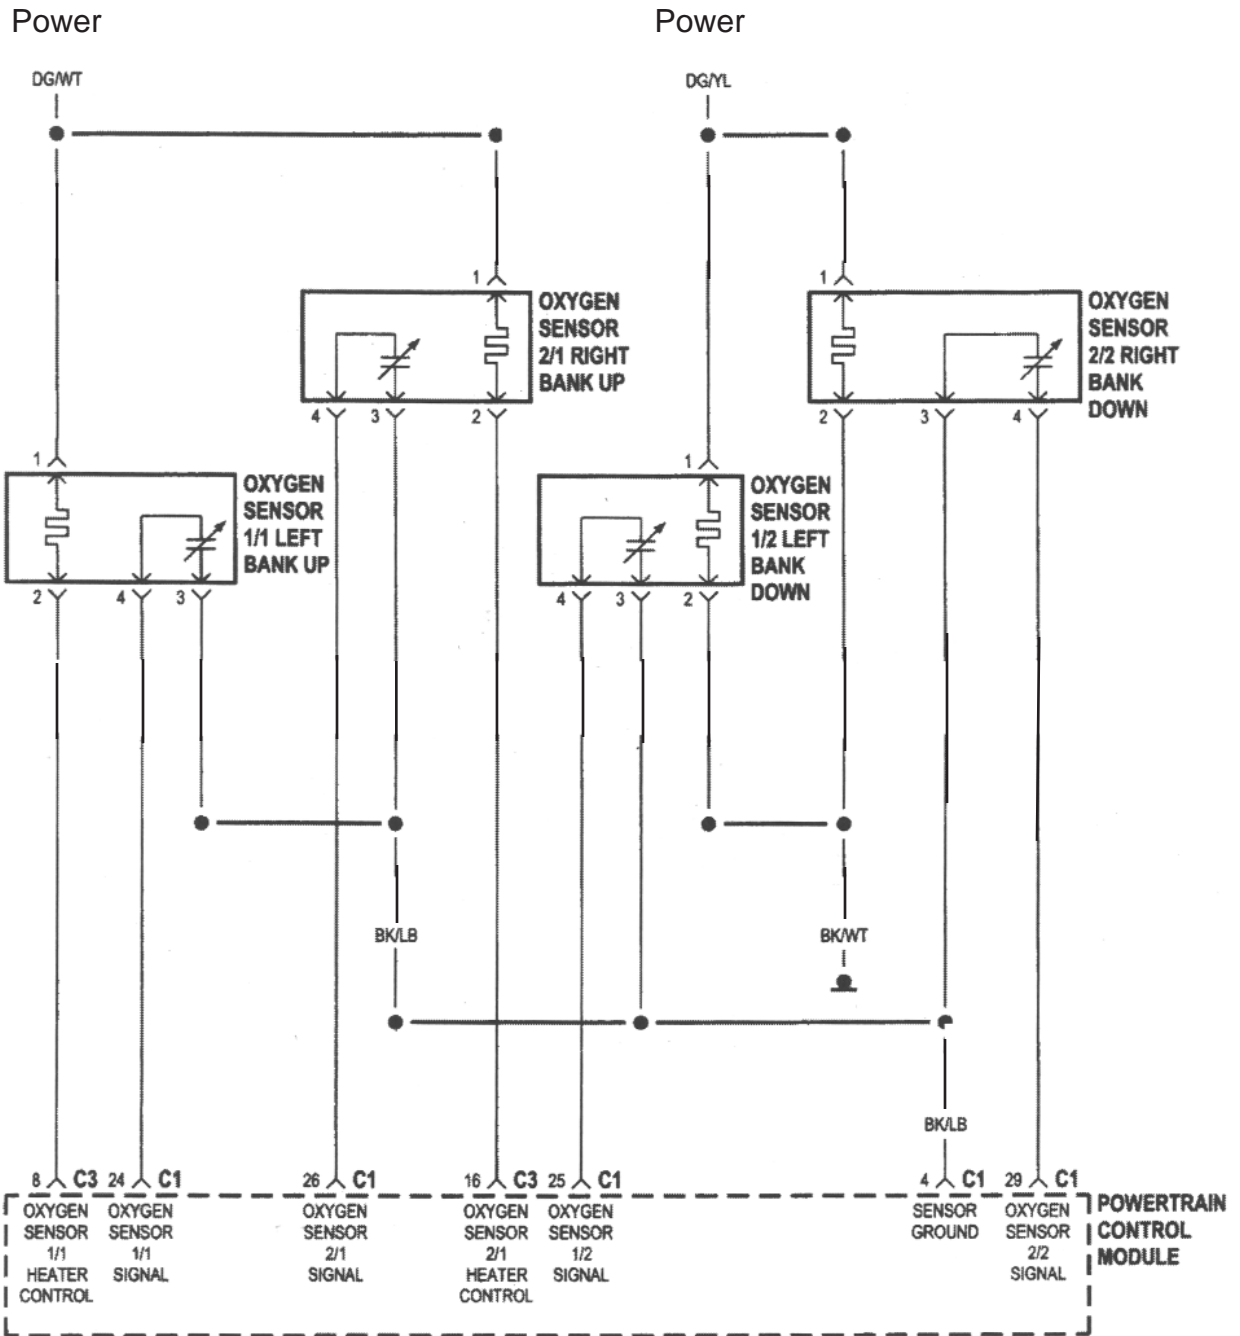 Power
Power
DG/WT
DG/YL
1
1
OXYGEN
SENSOR
2/1 RIGHT
BANK UP
OXYGEN
SENSOR
2/2 RIGHT
BANK
DOWN
4
3
2
2
3
4
1
1
OXYGEN
SENSOR
1/1 LEFT
BANK UP
OXYGEN
SENSOR
1/2 LEFT
BANK
DOWN
2
4
3
4
3
2
BK/LB
BK/WT
BK/LB
8 C3
24 C1
26 C1
16 C3
25 C1
4 C1
29 C1
OXYGEN
SENSOR
1/1
HEATER
CONTROL
OXYGEN
SENSOR
1/1
SIGNAL
OXYGEN
SENSOR
2/1
SIGNAL
OXYGEN
SENSOR
2/1
HEATER
CONTROL
OXYGEN
SENSOR
1/2
SIGNAL
SENSOR
GROUND
OXYGEN
SENSOR
2/2
SIGNAL
POWERTRAIN
CONTROL
MODULE